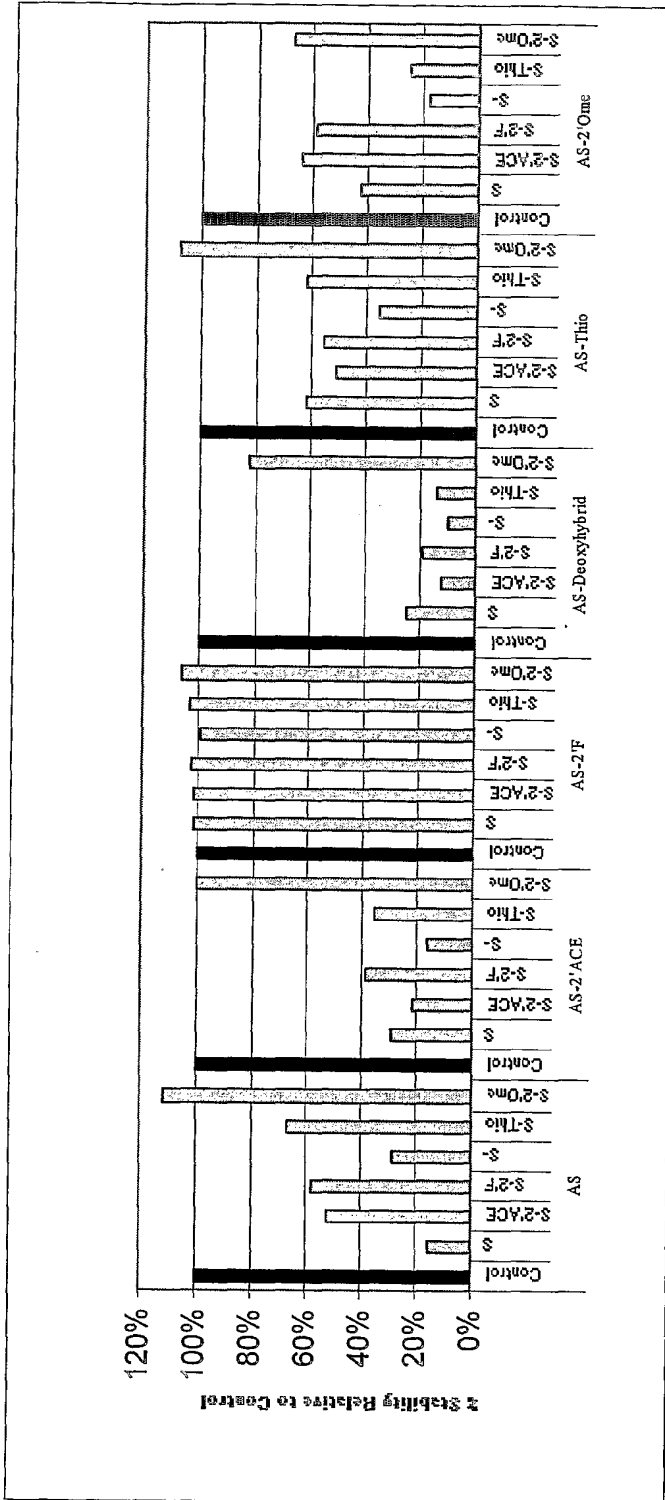 % Stability Relative to Control
120%
100%
80%
60%
40%
20%
0%
Control
S
S-2'ACE
S-2'F
S-
S-Thio
S-2'Ome
AS
Control
S
S-2'ACE
S-2'F
S-
S-Thio
S-2'Ome
AS-2'ACE
Control
S
S-2'ACE
S-2'F
S-
S-Thio
S-2'Ome
AS-2'F
Control
S
S-2'ACE
S-2'F
S-
S-Thio
S-2'Ome
AS-Deoxyhybrid
Control
S
S-2'ACE
S-2'F
S-
S-Thio
S-2'Ome
AS-Thio
Control
S
S-2'ACE
S-2'F
S-
S-Thio
S-2'Ome
AS-2'Ome